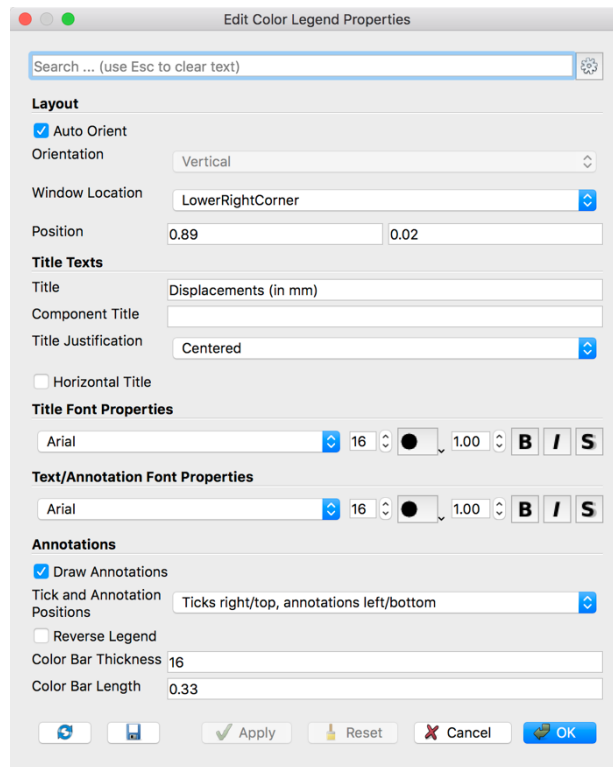 Edit Color Legend Properties
Search ... (use Esc to clear text)
Layout
Auto Orient
Orientation
Vertical
Window Location
LowerRightCorner
Position
0.89 0.02
Title Texts
Title
Displacements (in mm)
Component Title
Title Justification
Centered
Horizontal Title
Title Font Properties
Arial 16 1.00 B I S
Text/Annotation Font Properties
Arial 16 1.00 B I S
Annotations
Draw Annotations
Tick and Annotation
Positions
Ticks right/top, annotations left/bottom
Reverse Legend
Color Bar Thickness 16
Color Bar Length 0.33
Apply Reset Cancel OK